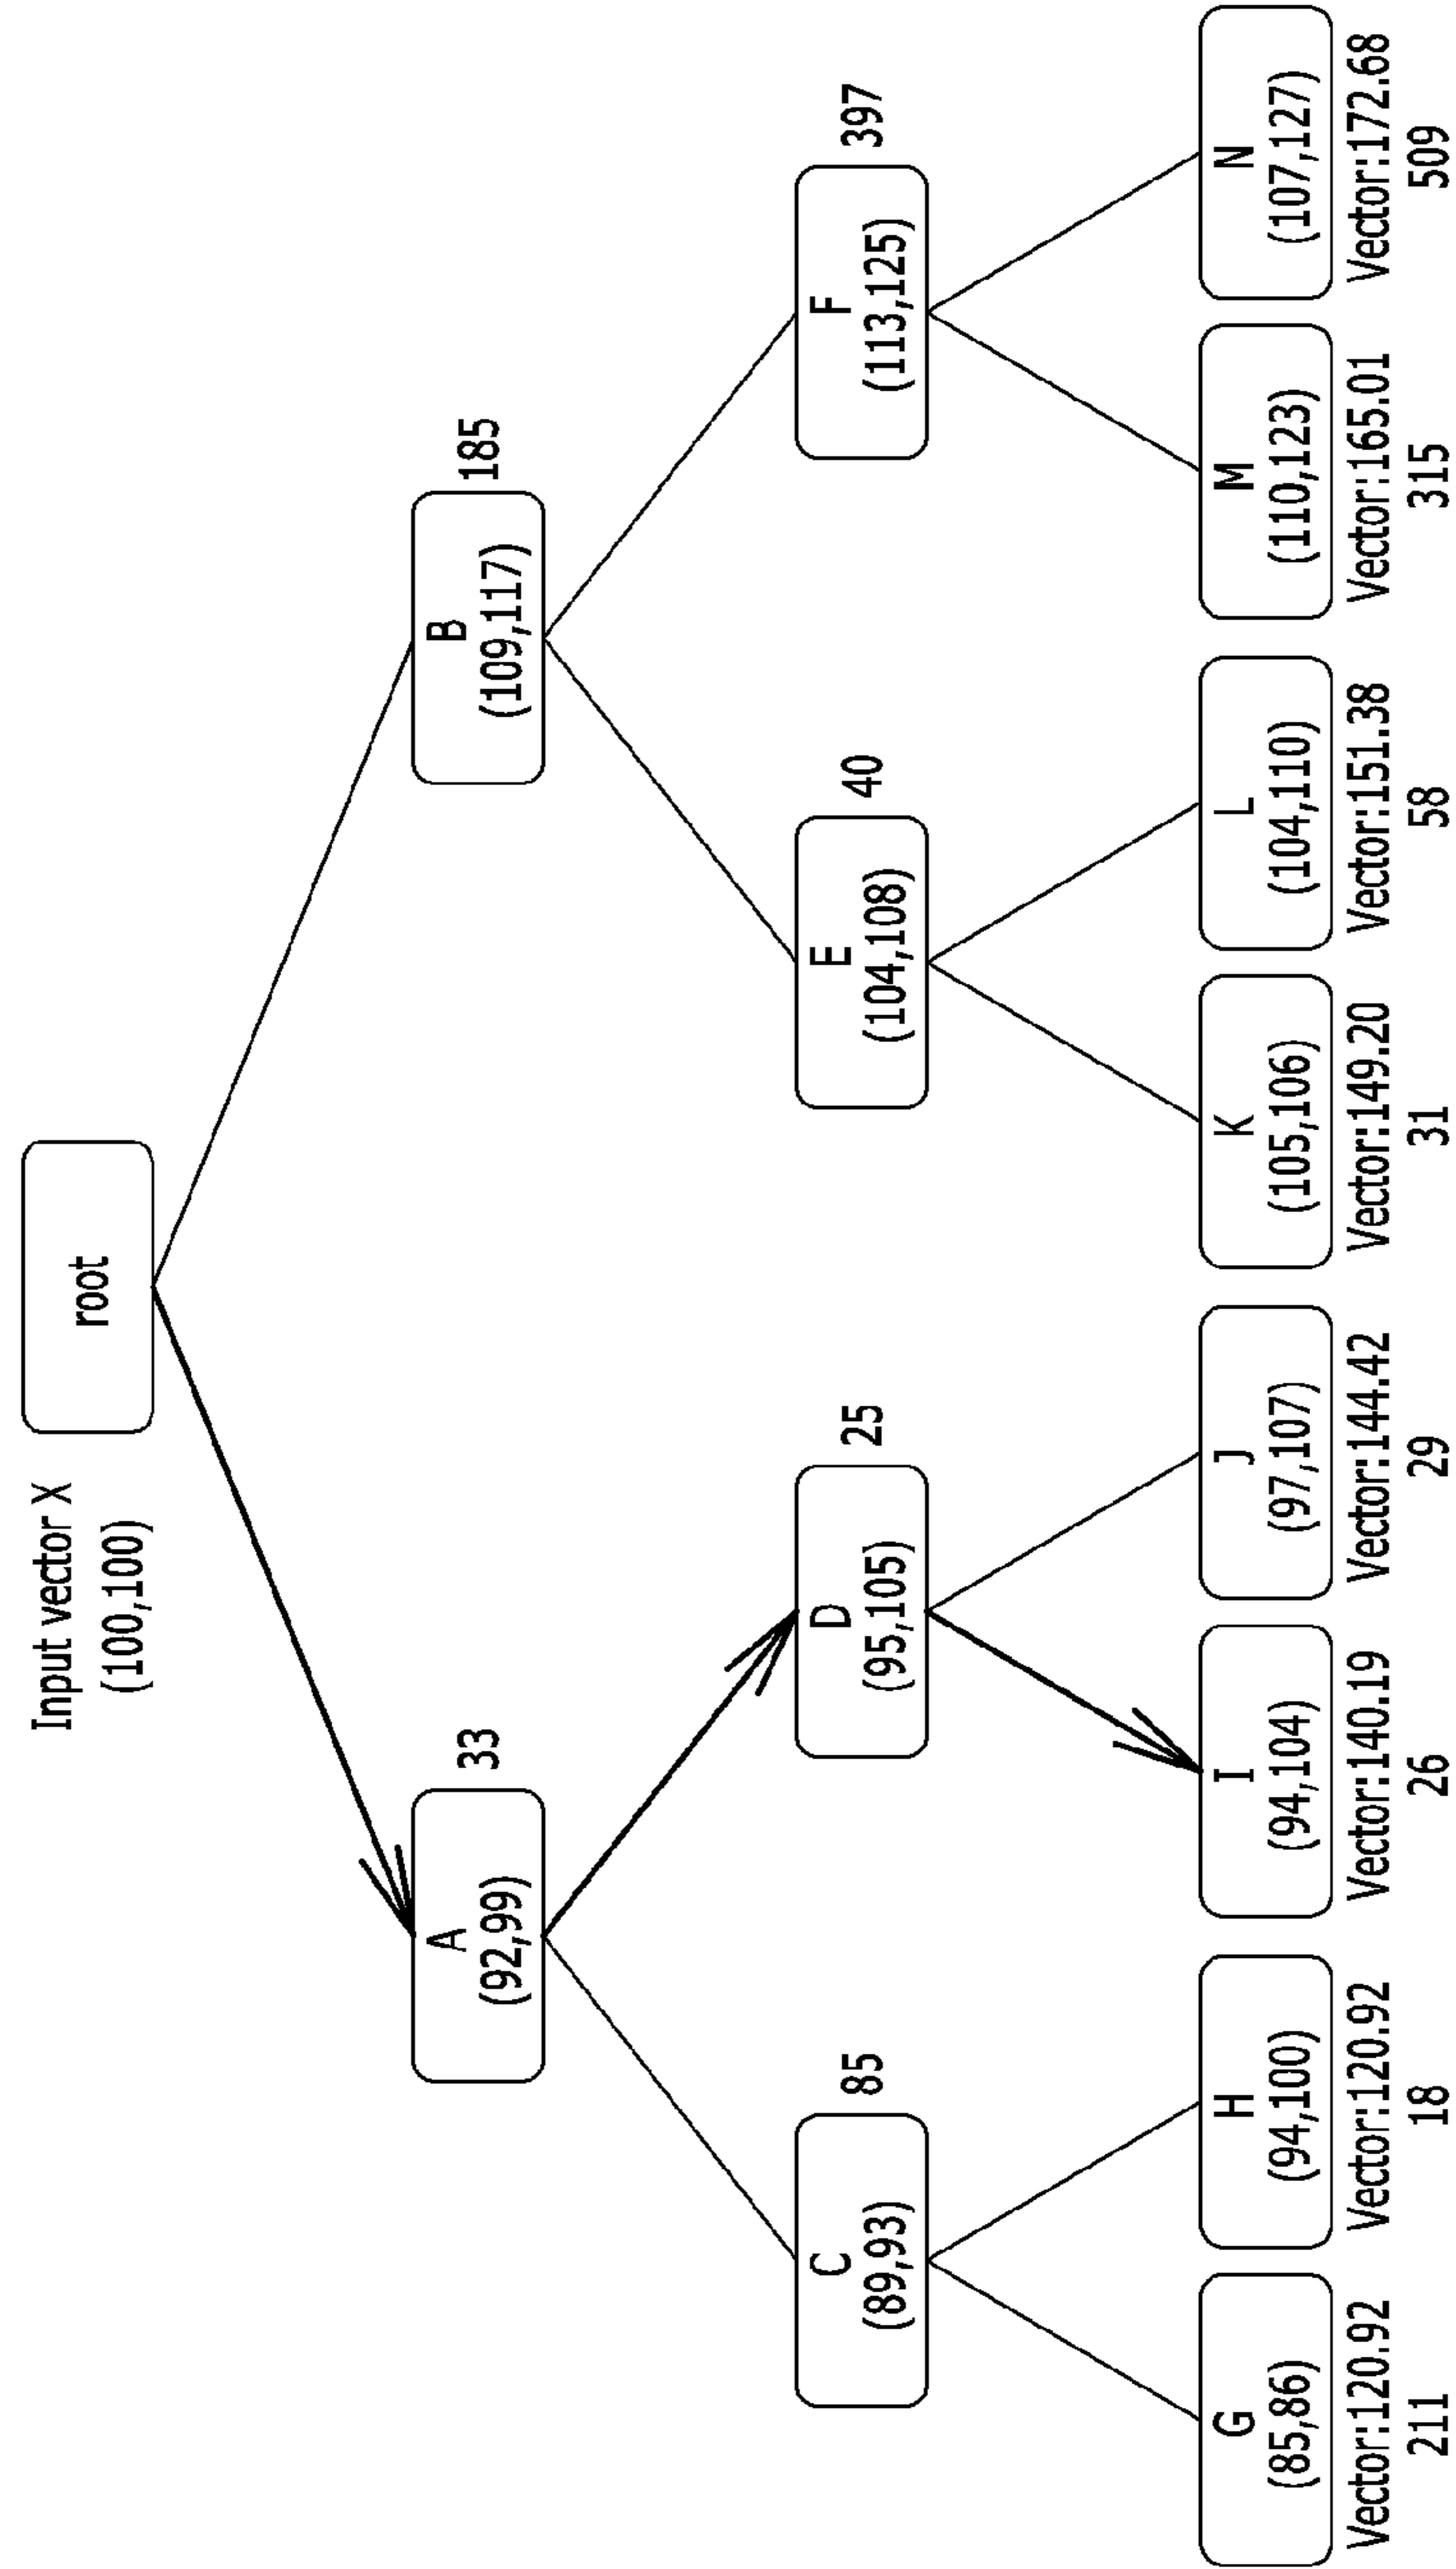 Input vector X
(100,100)
root
A
(92,99)
33
B
(109,117)
185
C
(89,93)
85
D
(95,105)
25
E
(104,108)
40
F
(113,125)
397
G
(85,86)
Vector:120.92
211
H
(94,100)
Vector:120.92
18
I
(94,104)
Vector:140.19
26
J
(97,107)
Vector:144.42
29
K
(105,106)
Vector:149.20
31
L
(104,110)
Vector:151.38
58
M
(110,123)
Vector:165.01
315
N
(107,127)
Vector:172.68
509